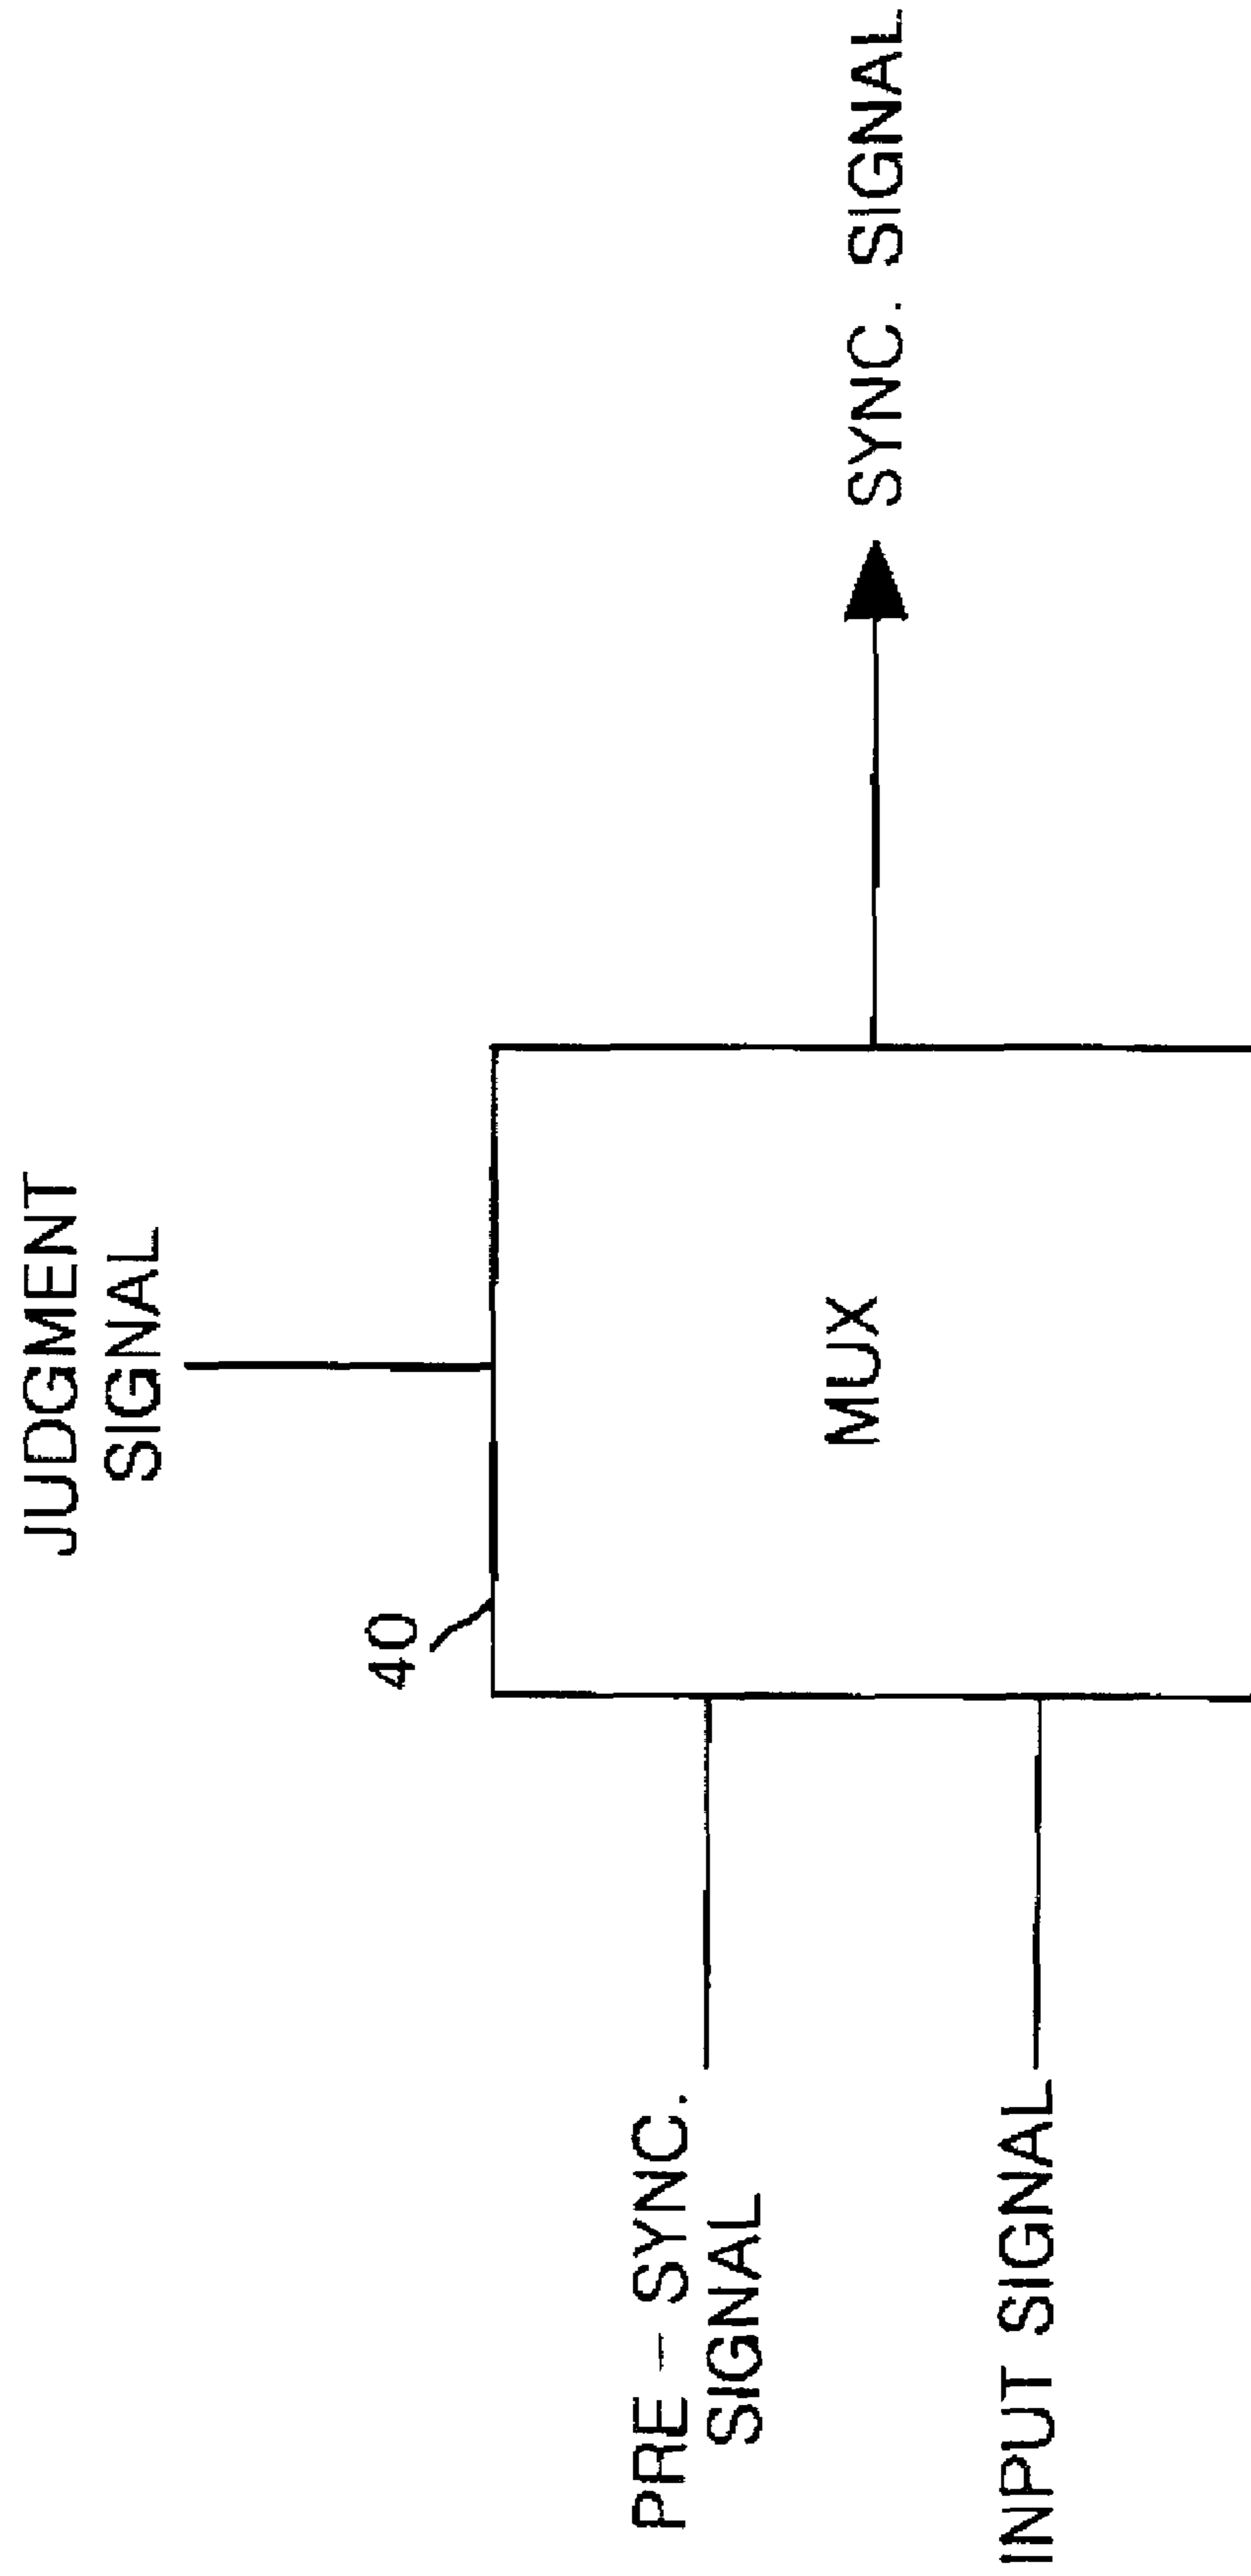 JUDGMENT
SIGNAL
40
PRE - SYNC.
SIGNAL
MUX
SYNC. SIGNAL
INPUT SIGNAL